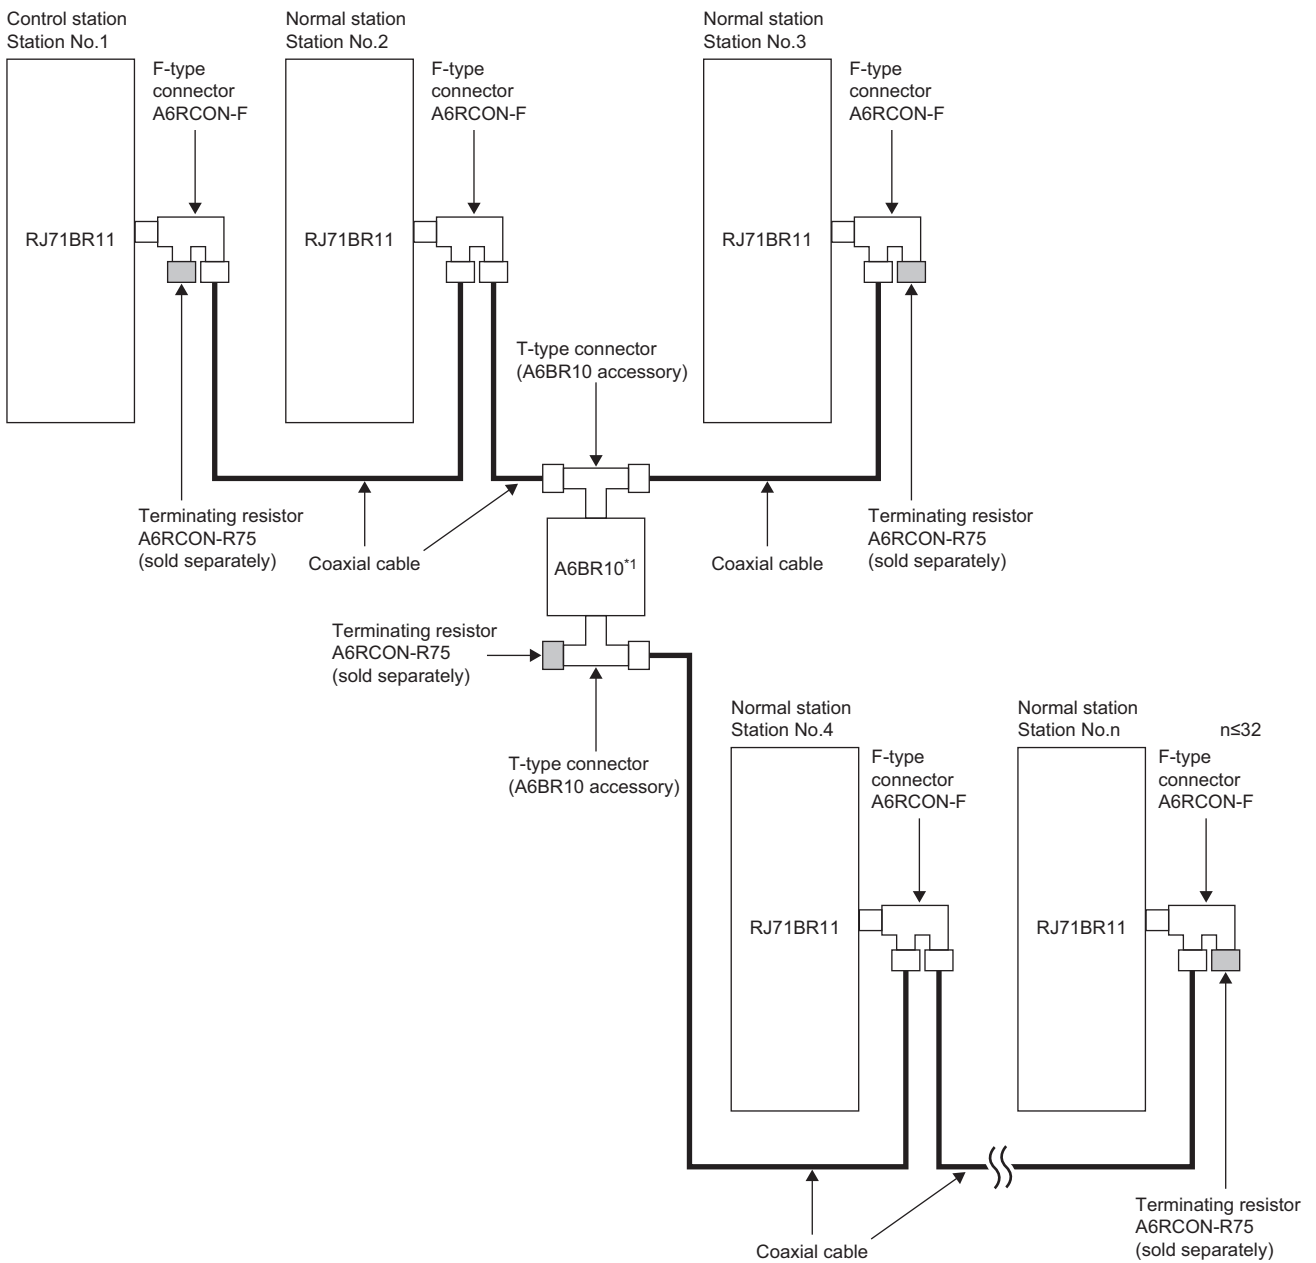 Control station
Station No.1
Normal station
Station No.2
Normal station
Station No.3
F-type
connector
A6RCON-F
F-type
connector
A6RCON-F
F-type
connector
A6RCON-F
RJ71BR11
RJ71BR11
RJ71BR11
T-type connector
(A6BR10 accessory)
Terminating resistor
A6RCON-R75
(sold separately)
Coaxial cable
A6BR10*1
Coaxial cable
Terminating resistor
A6RCON-R75
(sold separately)
Terminating resistor
A6RCON-R75
(sold separately)
T-type connector
(A6BR10 accessory)
Normal station
Station No.4
Normal station
Station No.n
n≤32
F-type
connector
A6RCON-F
F-type
connector
A6RCON-F
RJ71BR11
RJ71BR11
Coaxial cable
Terminating resistor
A6RCON-R75
(sold separately)